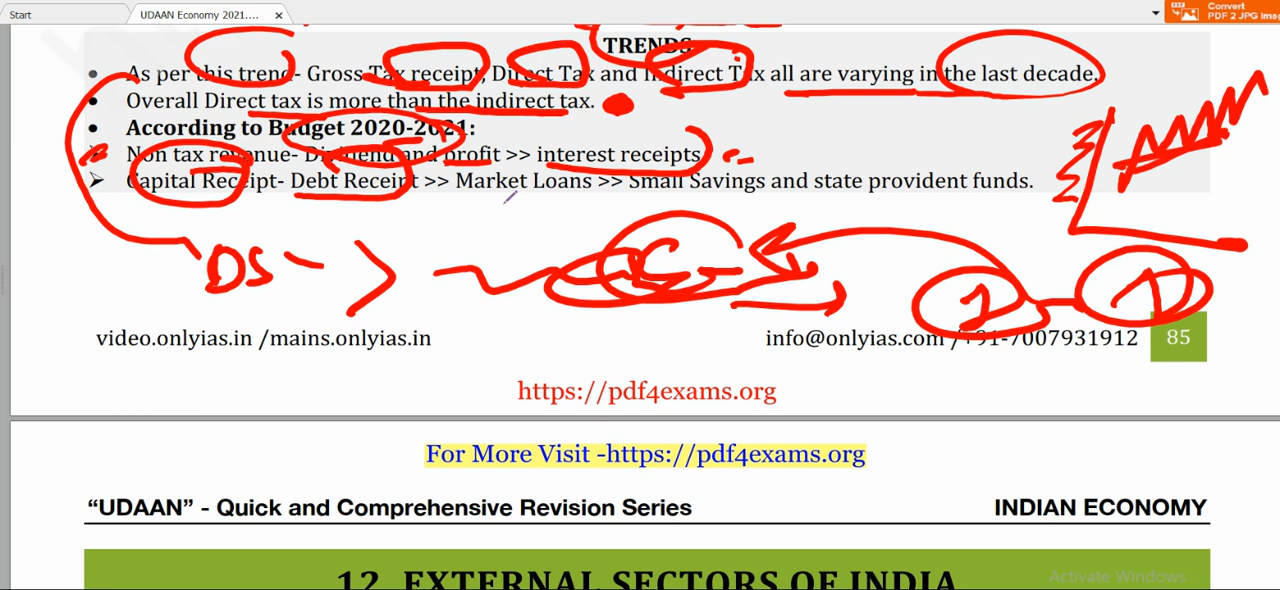 Start
UDAAN Economy 2021....
Convert
PDF 2 JPG Imag
TRENDS
• As per this trend- Gross Tax receipt, Direct Tax and Indirect Tax all are varying in the last decade.
• Overall Direct tax is more than the indirect tax.
• According to Budget 2020-2021:
➤ Non tax revenue- Dividend and profit >> interest receipts
➤ Capital Receipt- Debt Receipt >> Market Loans >> Small Savings and state provident funds.
DS
video.onlyias.in /mains.onlyias.in
info@onlyias.com /+91-7007931912
85
https://pdf4exams.org
For More Visit -https://pdf4exams.org
“UDAAN” - Quick and Comprehensive Revision Series
INDIAN ECONOMY
12. EXTERNAL SECTORS OF INDIA
Activate Windows